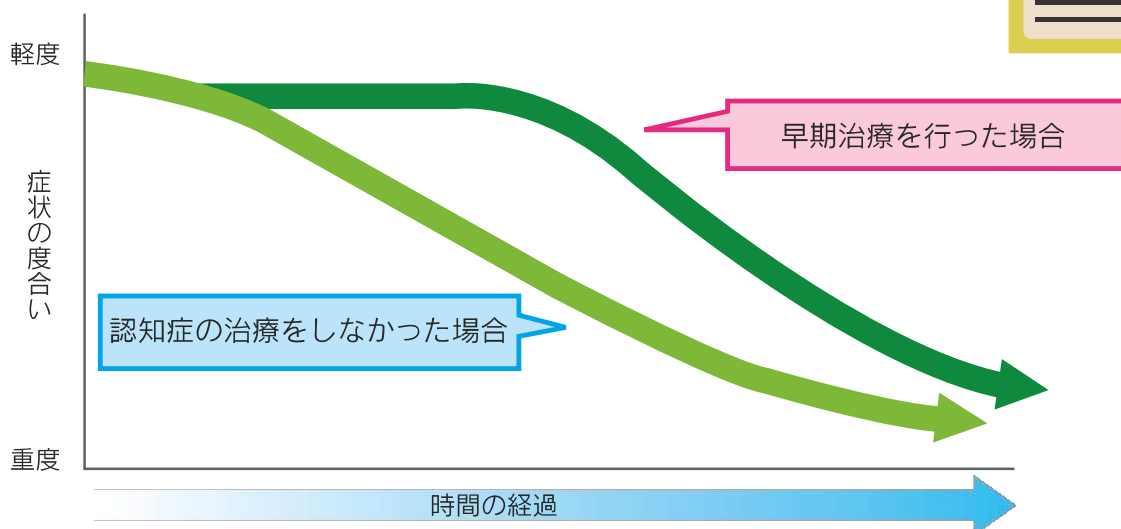 軽度
早期治療を行った場合
症状の度合い
認知症の治療をしなかった場合
重度
時間の経過